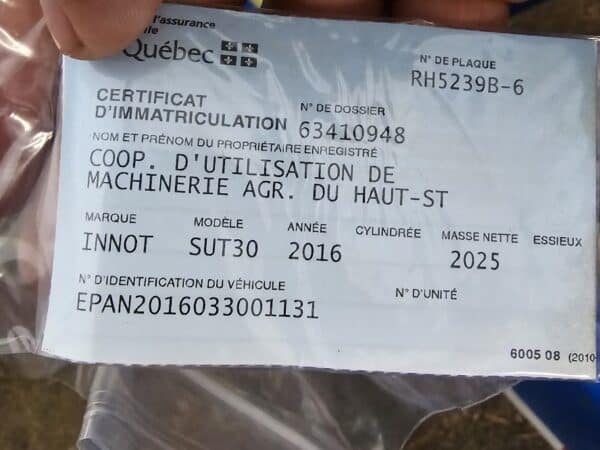 l'assurance
ile
Québec
N° DE PLAQUE
RH5239B-6
CERTIFICAT
D'IMMATRICULATION
N° DE DOSSIER
63410948
NOM ET PRÉNOM DU PROPRIÉTAIRE ENREGISTRÉ
COOP. D'UTILISATION DE
MACHINERIE AGR. DU HAUT-ST
MARQUE MODÈLE ANNÉE CYLINDRÉE MASSE NETTE ESSIEUX
INNOT SUT30 2016 2025
N° D'IDENTIFICATION DU VÉHICULE N° D'UNITÉ
EPAN2016033001131
6005 08 (2010-